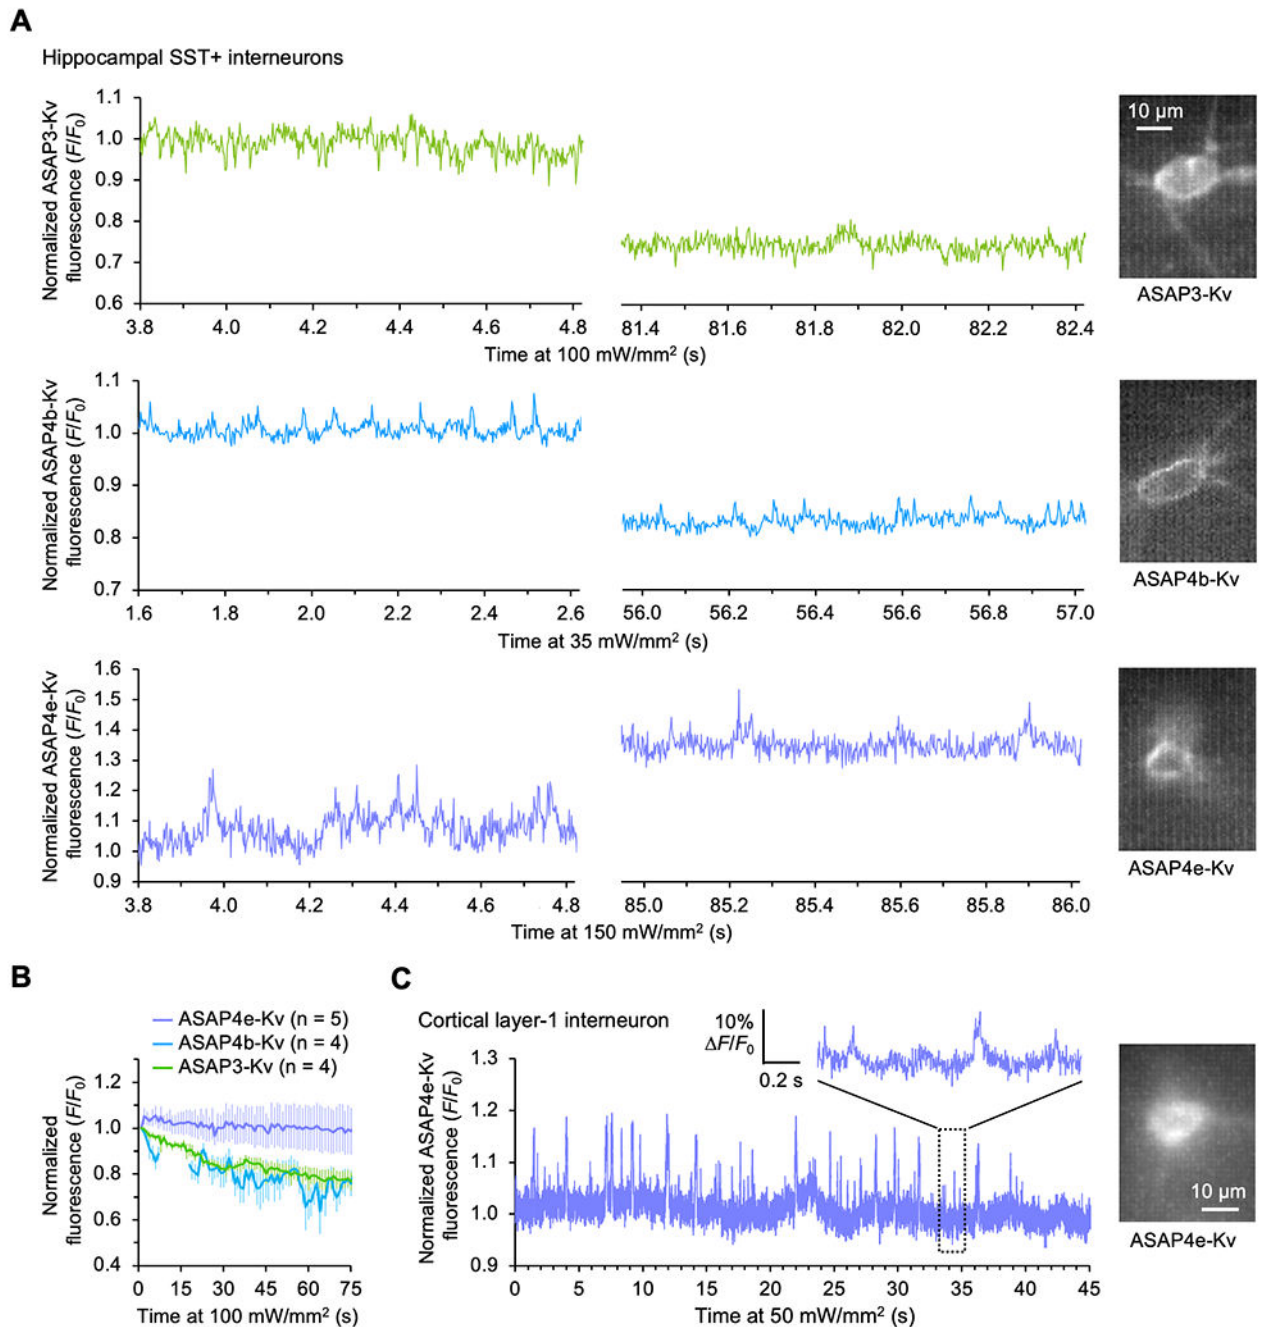 A
Hippocampal SST+ interneurons
Normalized ASAP3-Kv
fluorescence (F/F0)
1.1
1.0
0.9
0.8
0.7
0.6
3.8 4.0 4.2 4.4 4.6 4.8
81.4 81.6 81.8 82.0 82.2 82.4
Time at 100 mW/mm² (s)
10 µm
ASAP3-Kv
Normalized ASAP4b-Kv
fluorescence (F/F0)
1.1
1.0
0.9
0.8
0.7
1.6 2.0 2.2 2.4 2.6
56.0 56.2 56.4 56.6 56.8 57.0
Time at 35 mW/mm² (s)
ASAP4b-Kv
Normalized ASAP4e-Kv
fluorescence (F/F0)
1.6
1.5
1.4
1.3
1.2
1.1
1.0
0.9
3.8 4.0 4.2 4.4 4.6 4.8
85.0 85.2 85.4 85.6 85.8 86.0
Time at 150 mW/mm² (s)
ASAP4e-Kv
B
ASAP4e-Kv (n = 5)
ASAP4b-Kv (n = 4)
ASAP3-Kv (n = 4)
Normalized
fluorescence (F/F0)
1.2
1.0
0.8
0.6
0.4
0 15 30 45 60 75
Time at 100 mW/mm² (s)
C
Cortical layer-1 interneuron
10%
ΔF/F0
0.2 s
Normalized ASAP4e-Kv
fluorescence (F/F0)
1.3
1.2
1.1
1.0
0.9
0 5 10 15 20 25 30 35 40 45
Time at 50 mW/mm² (s)
10 µm
ASAP4e-Kv